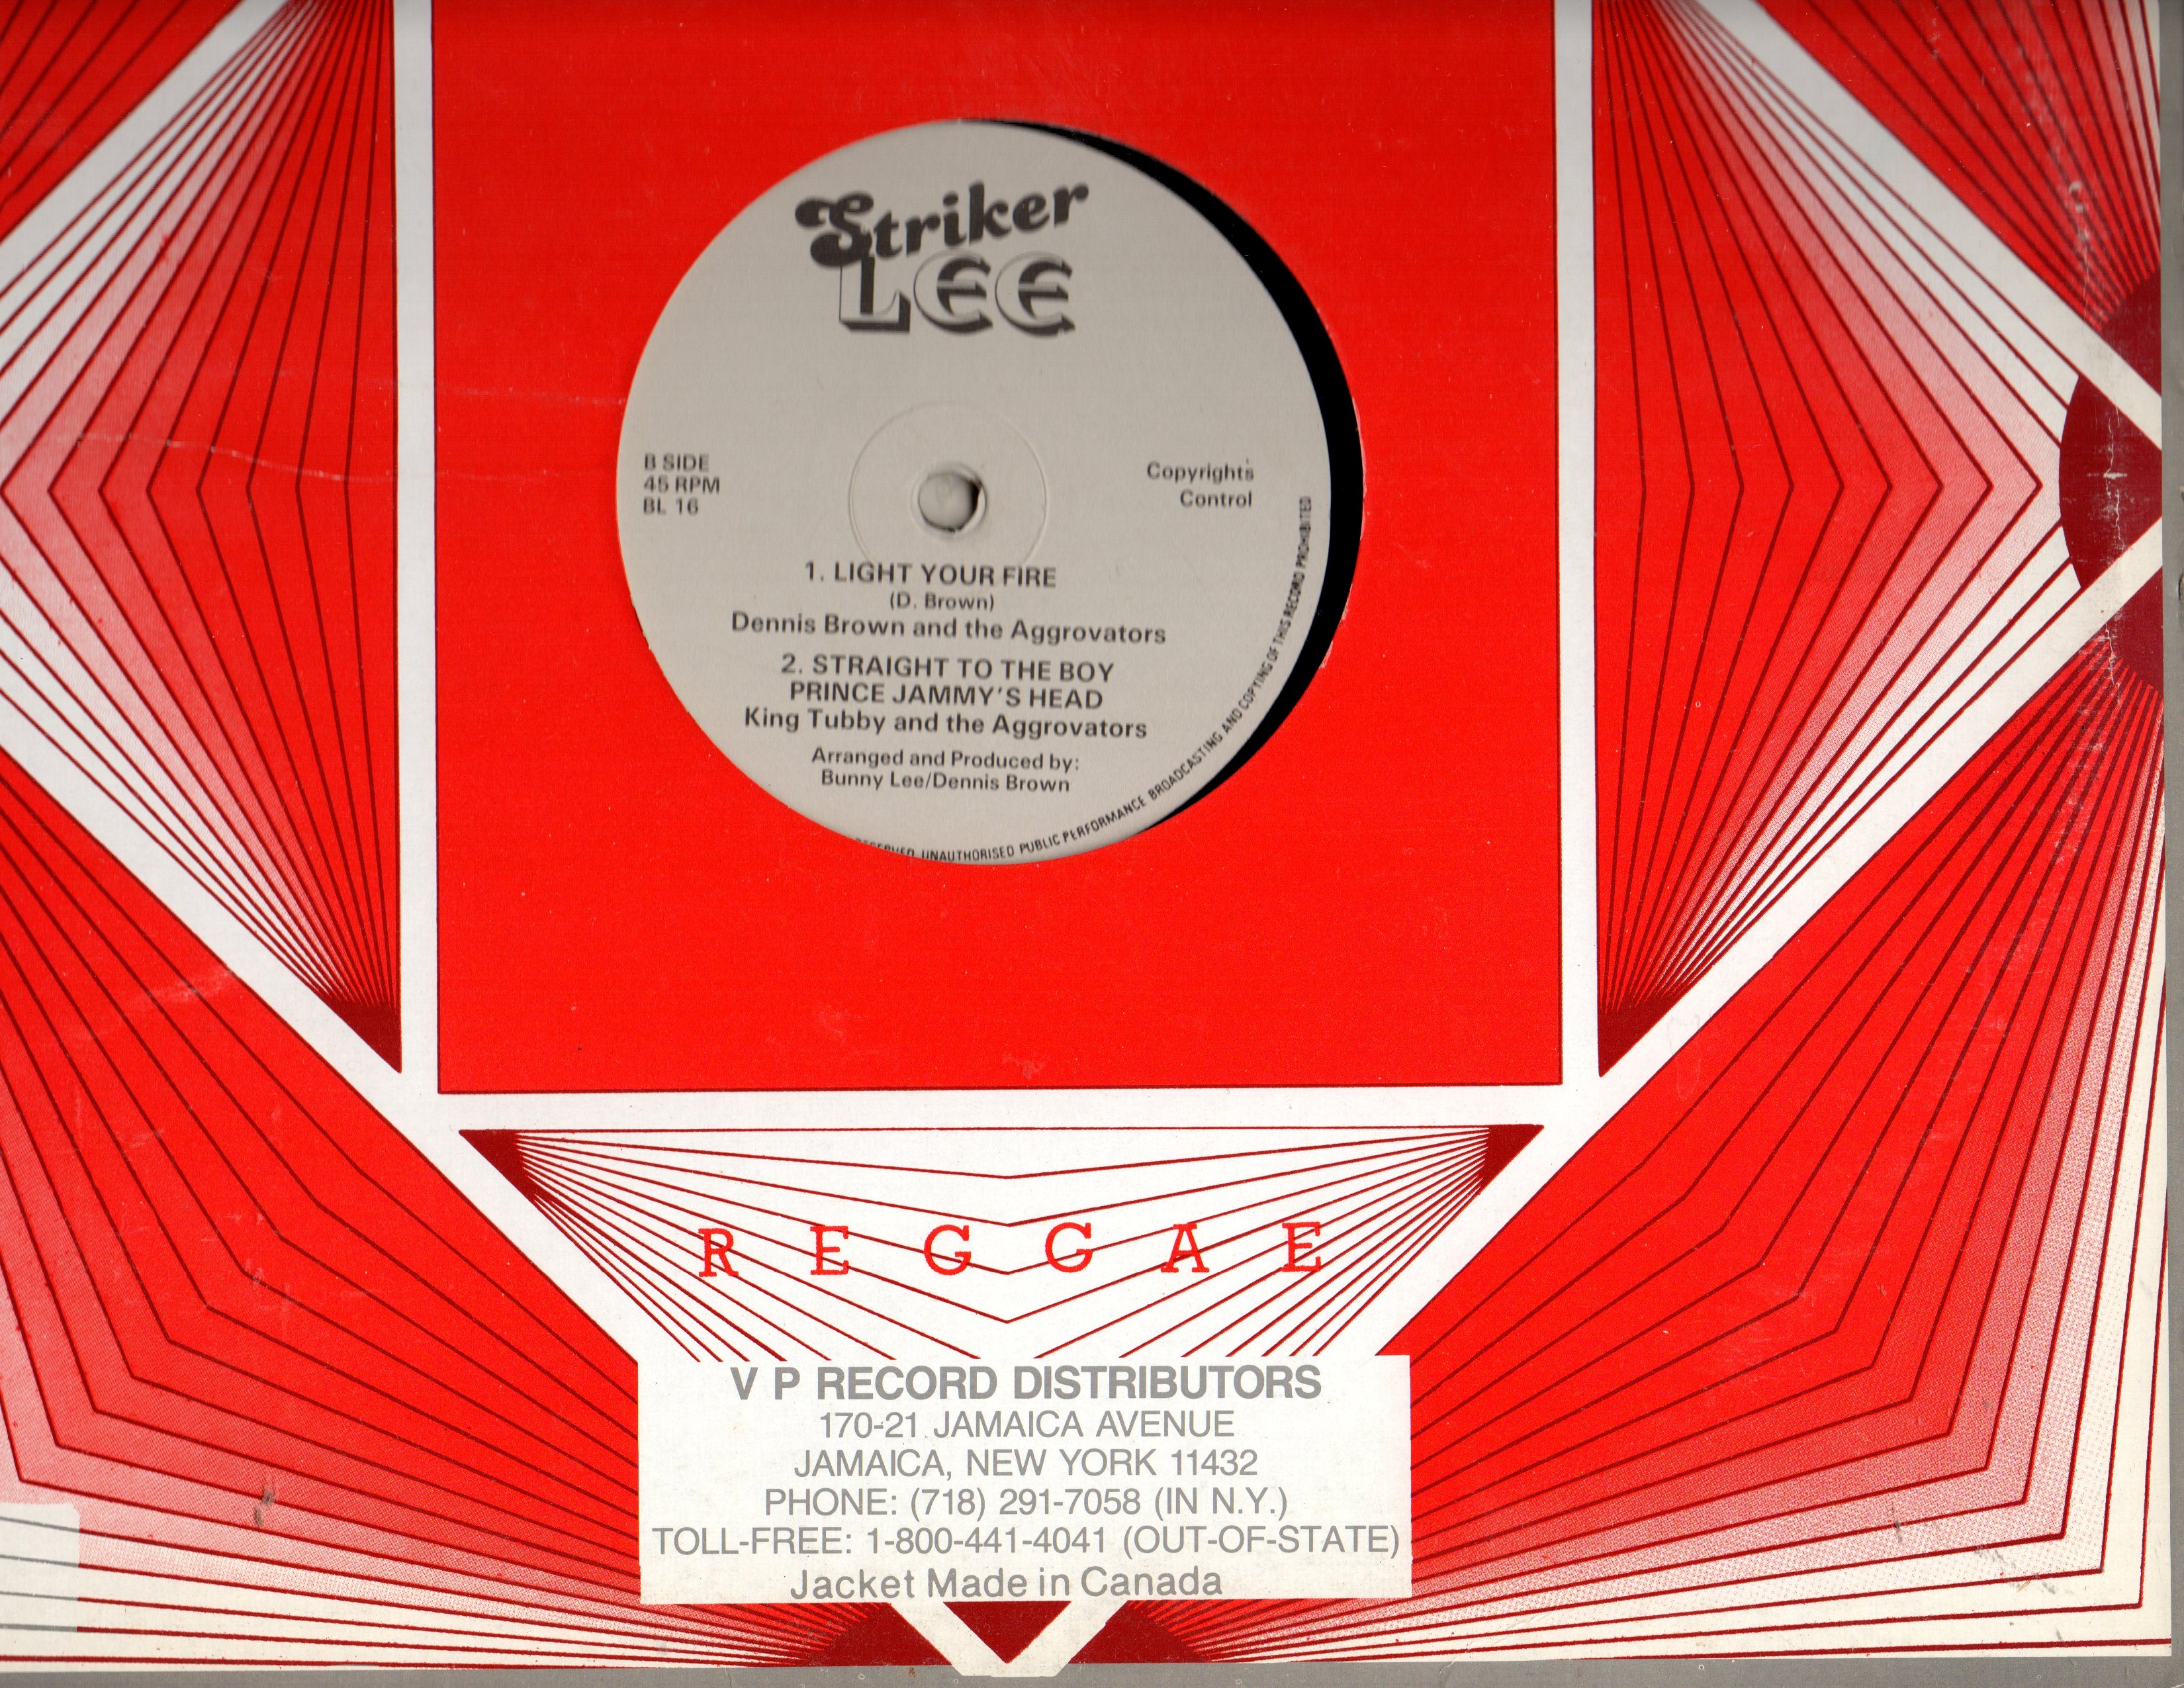 Striker
LEE
B SIDE
45 RPM
BL 16
Copyrights
Control
1. LIGHT YOUR FIRE
(D. Brown)
Dennis Brown and the Aggrovators
2. STRAIGHT TO THE BOY
PRINCE JAMMY'S HEAD
King Tubby and the Aggrovators
Arranged and Produced by:
Bunny Lee/Dennis Brown
UNAUTHORISED PUBLIC PERFORMANCE BROADCASTING AND COPYING OF THIS RECORD PROHIBITED
REGGAE
V P RECORD DISTRIBUTORS
170-21 JAMAICA AVENUE
JAMAICA, NEW YORK 11432
PHONE: (718) 291-7058 (IN N.Y.)
TOLL-FREE: 1-800-441-4041 (OUT-OF-STATE)
Jacket Made in Canada